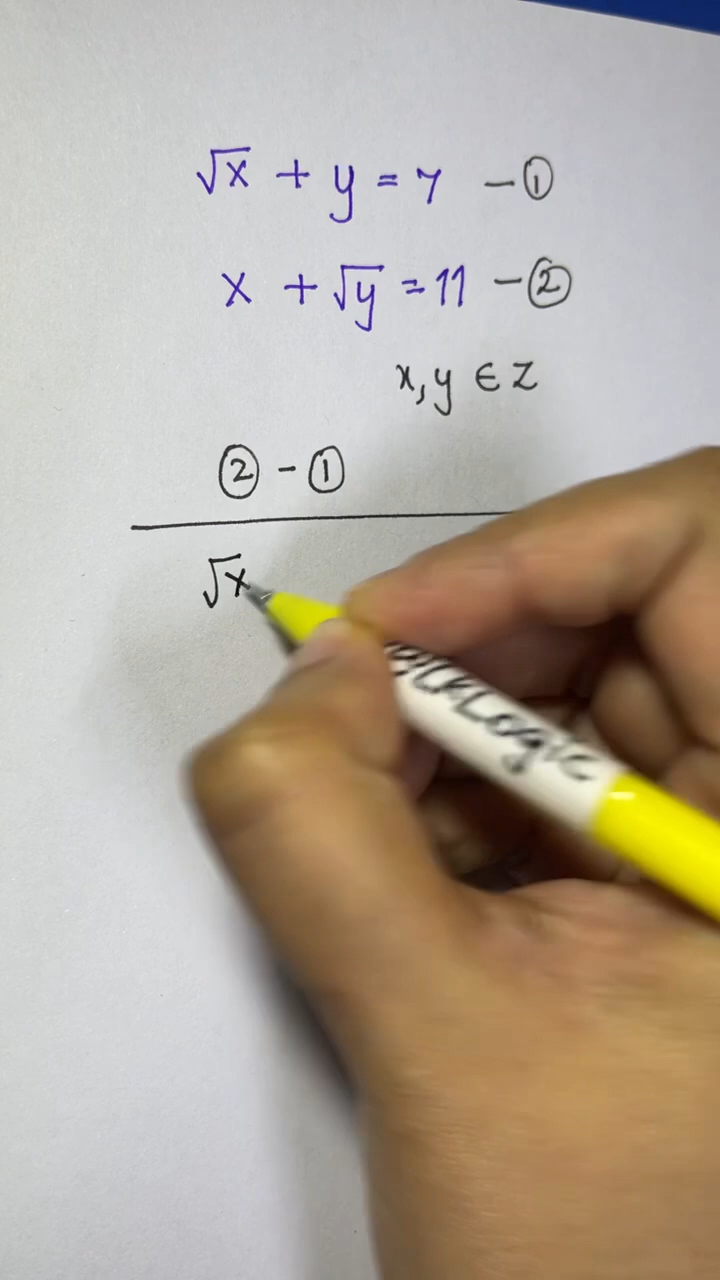 √x + y = 7 - ①
x + √y = 11 - ②
x, y ∈ Z
② - ①
√x